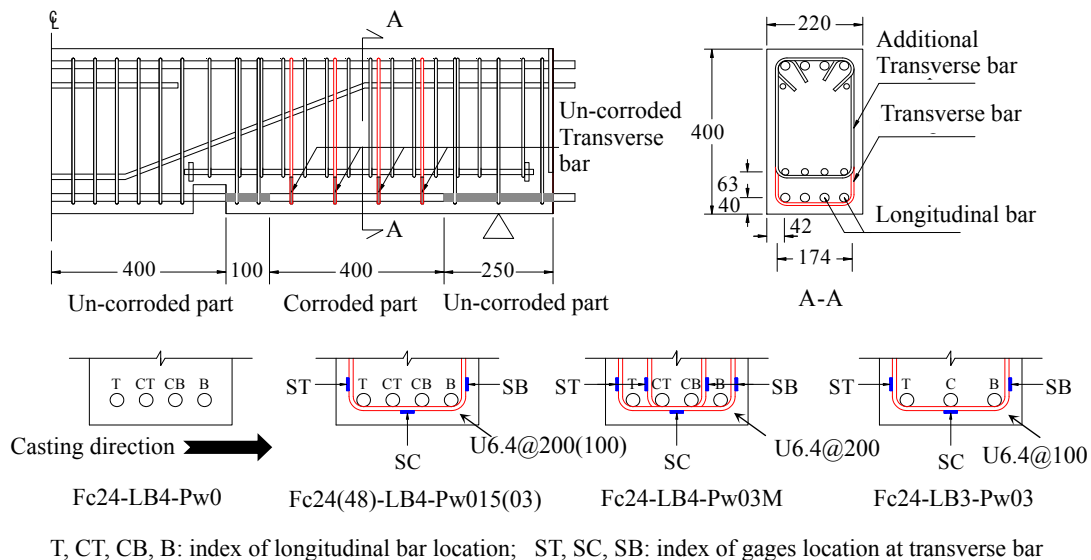 ℄
A
A
Un-corroded
Transverse
bar
400
100
400
250
Un-corroded part
Corroded part
Un-corroded part
220
Additional
Transverse bar
Transverse bar
400
63
40
Longitudinal bar
42
174
A-A
T CT CB B
Casting direction
Fc24-LB4-Pw0
ST
T CT CB B
SB
SC
U6.4@200(100)
Fc24(48)-LB4-Pw015(03)
ST
T CT CB B
SB
SC
U6.4@200
Fc24-LB4-Pw03M
ST
T C B
SB
SC
U6.4@100
Fc24-LB3-Pw03
T, CT, CB, B: index of longitudinal bar location; ST, SC, SB: index of gages location at transverse bar